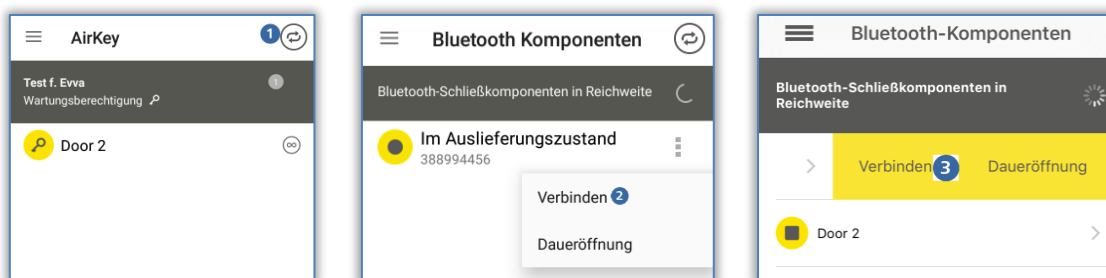 AirKey
1
Test f. Evva
1
Wartungsberechtigung
Door 2
Bluetooth Komponenten
Bluetooth-Schließkomponenten in Reichweite
Im Auslieferungszustand
388994456
Verbinden 2
Daueröffnung
Bluetooth-Komponenten
Bluetooth-Schließkomponenten in
Reichweite
Verbinden 3 Daueröffnung
Door 2